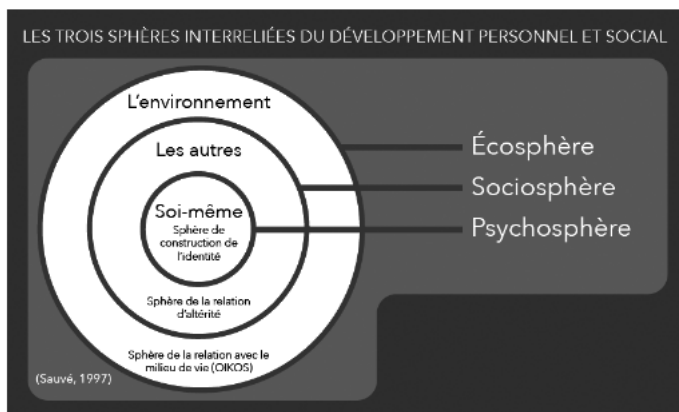 LES TROIS SPHÈRES INTERRELIÉES DU DÉVELOPPEMENT PERSONNEL ET SOCIAL
L'environnement
Les autres
Soi-même
Sphère de
construction de
l'identité
Sphère de la relation
d'altérité
Sphère de la relation avec le
milieu de vie (OIKOS)
Écosphère
Sociosphère
Psychosphère
(Sauvé, 1997)